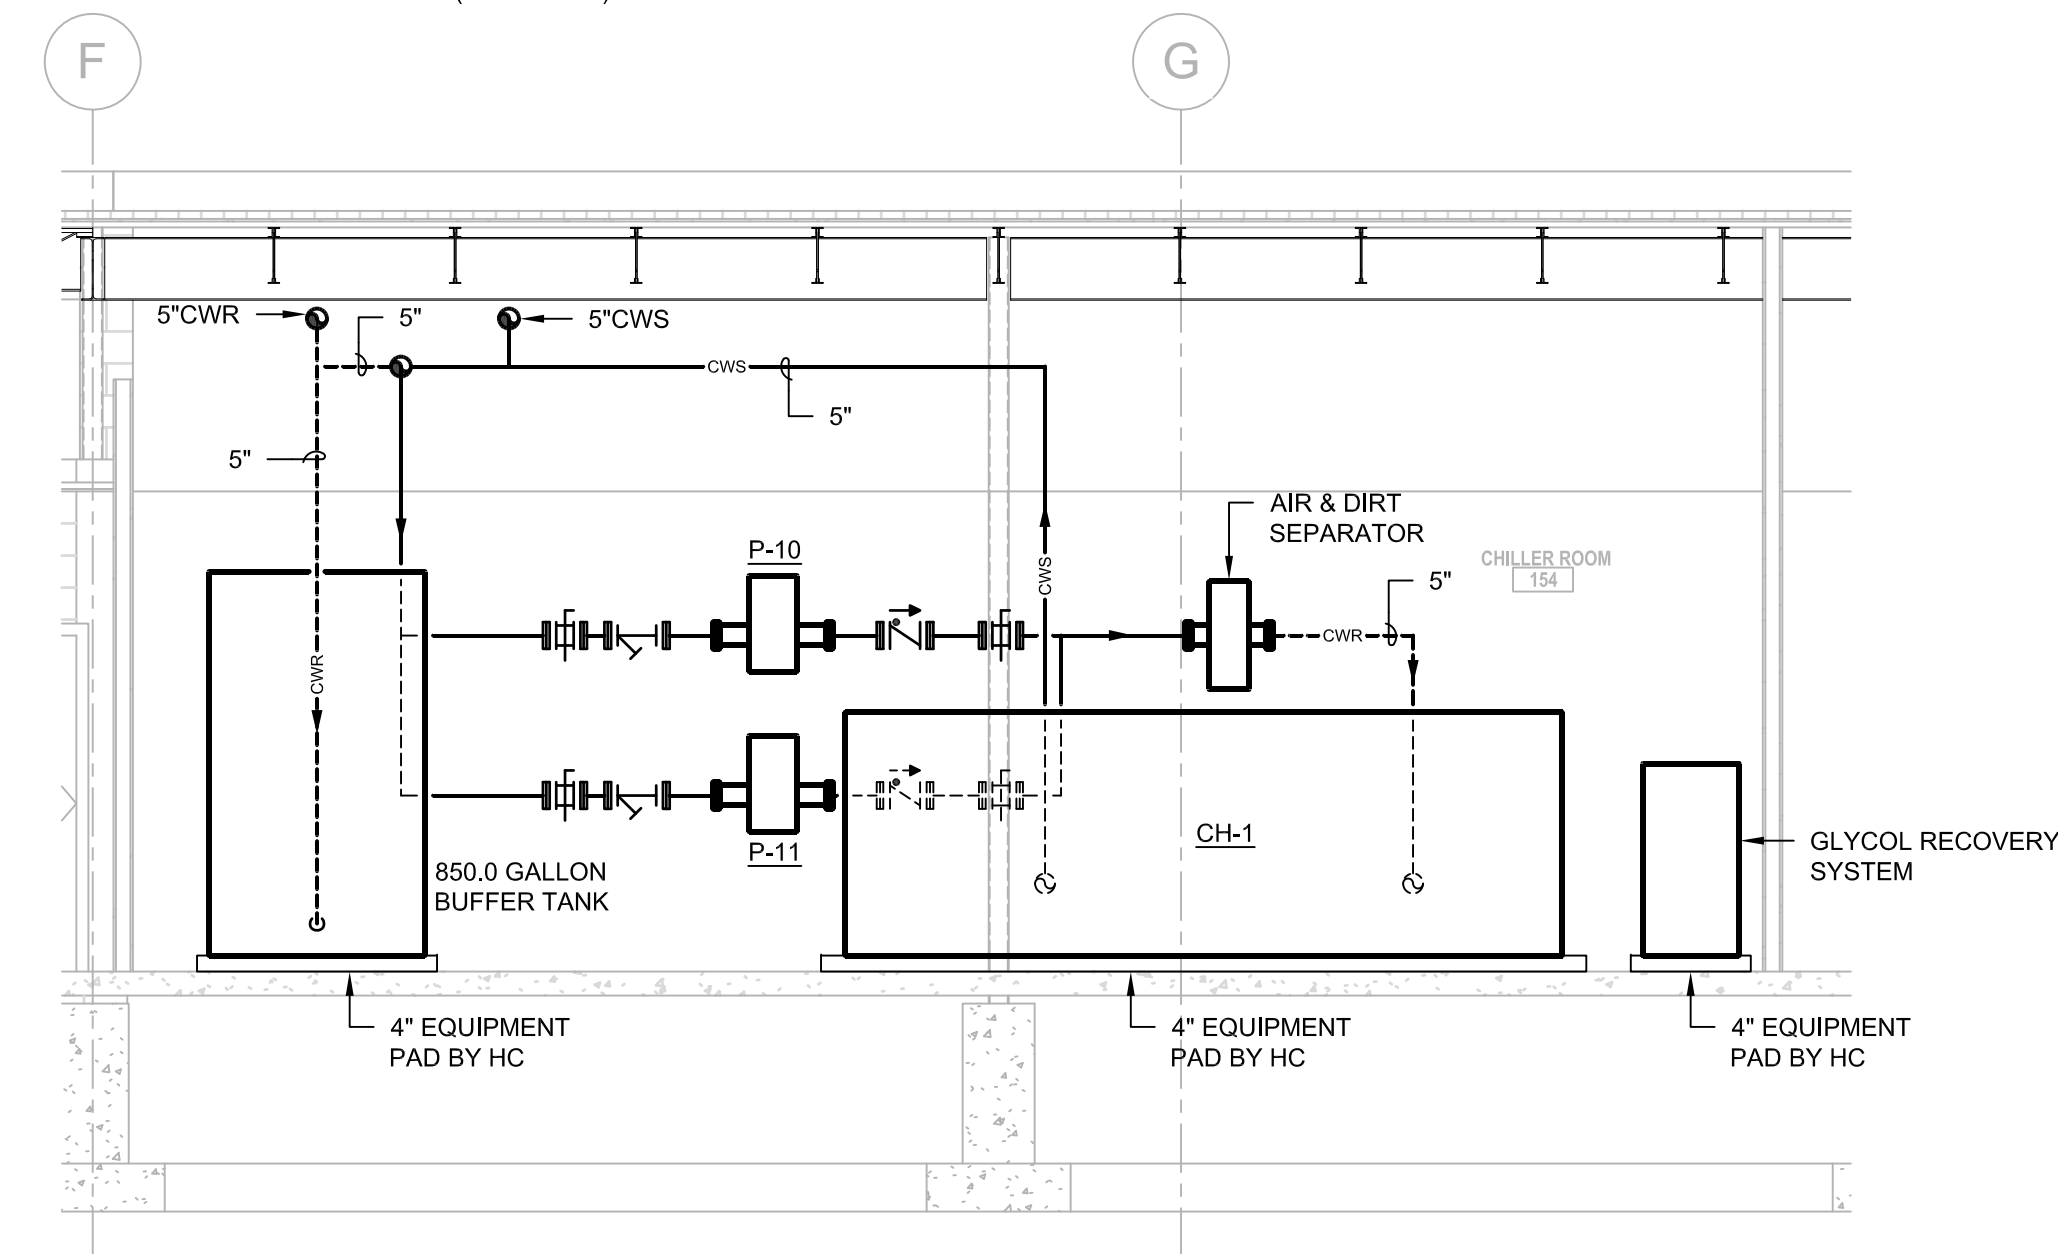 F
G
5"CWR
5"
5"CWS
CWS
5"
5"
AIR & DIRT
SEPARATOR
P-10
CHILLER ROOM
154
5"
CWS
CWR
CWR
P-11
CH-1
850.0 GALLON
BUFFER TANK
GLYCOL RECOVERY
SYSTEM
4" EQUIPMENT
PAD BY HC
4" EQUIPMENT
PAD BY HC
4" EQUIPMENT
PAD BY HC